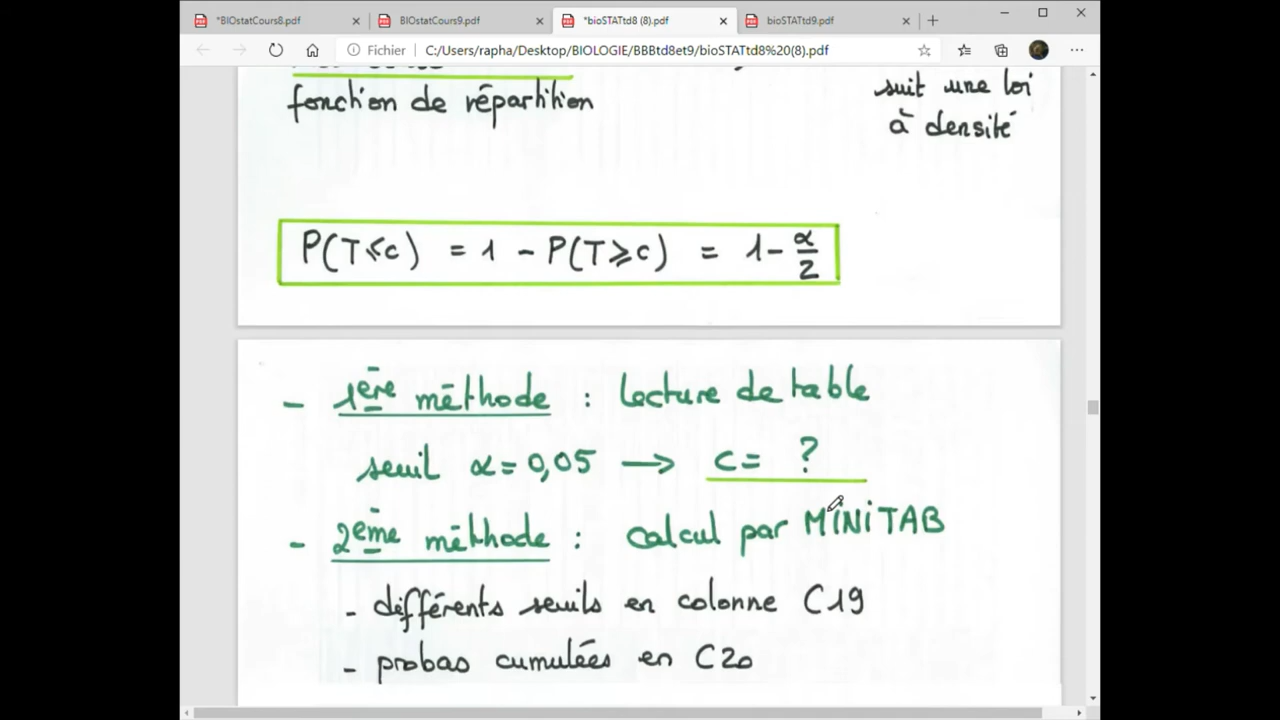 *BIOstatCours8.pdf
BIOstatCours9.pdf
*bioSTATtd8 (8).pdf
bioSTATtd9.pdf
Fichier
C:/Users/rapha/Desktop/BIOLOGIE/BBBtd8et9/bioSTATtd8%20(8).pdf
fonction de répartition
suit une loi
à densité
P(T⩽c) = 1 - P(T⩾c) = 1 - α/2
- 1ère méthode : lecture de table
seuil α = 0,05 → c = ?
- 2ème méthode : calcul par MINITAB
- différents seuils en colonne C19
- probas cumulées en C20